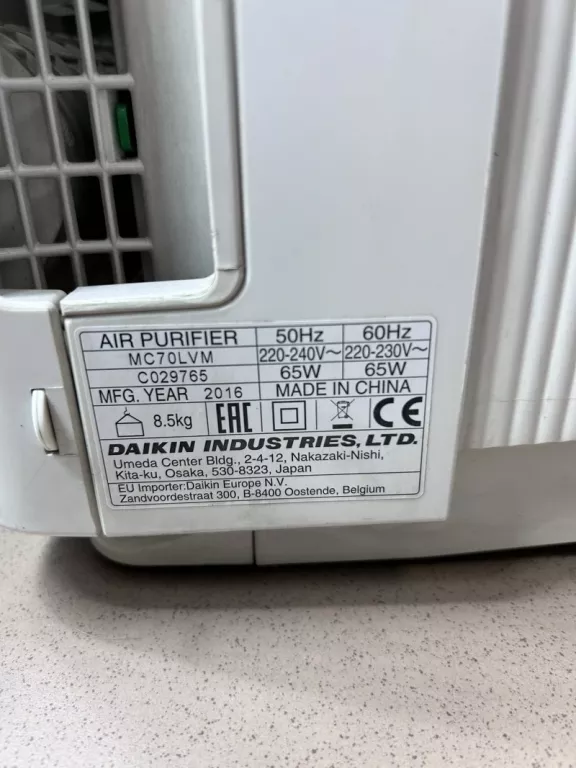 AIR PURIFIER 50Hz 60Hz
MC70LVM 220-240V~ 220-230V~
C029765 65W 65W
MFG. YEAR 2016 MADE IN CHINA
8.5kg EAC CE
DAIKIN INDUSTRIES, LTD.
Umeda Center Bldg., 2-4-12, Nakazaki-Nishi,
Kita-ku, Osaka, 530-8323, Japan
EU Importer:Daikin Europe N.V.
Zandvoordestraat 300, B-8400 Oostende, Belgium